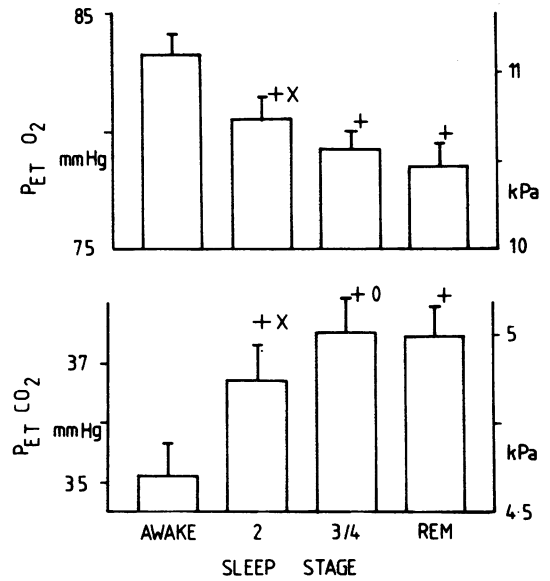 85
11
+ X
+
+
P_ET O₂
mmHg
kPa
75
10
+ X
+ 0
+
37
5
P_ET CO₂
mmHg
kPa
35
4·5
AWAKE 2 3/4 REM
SLEEP STAGE